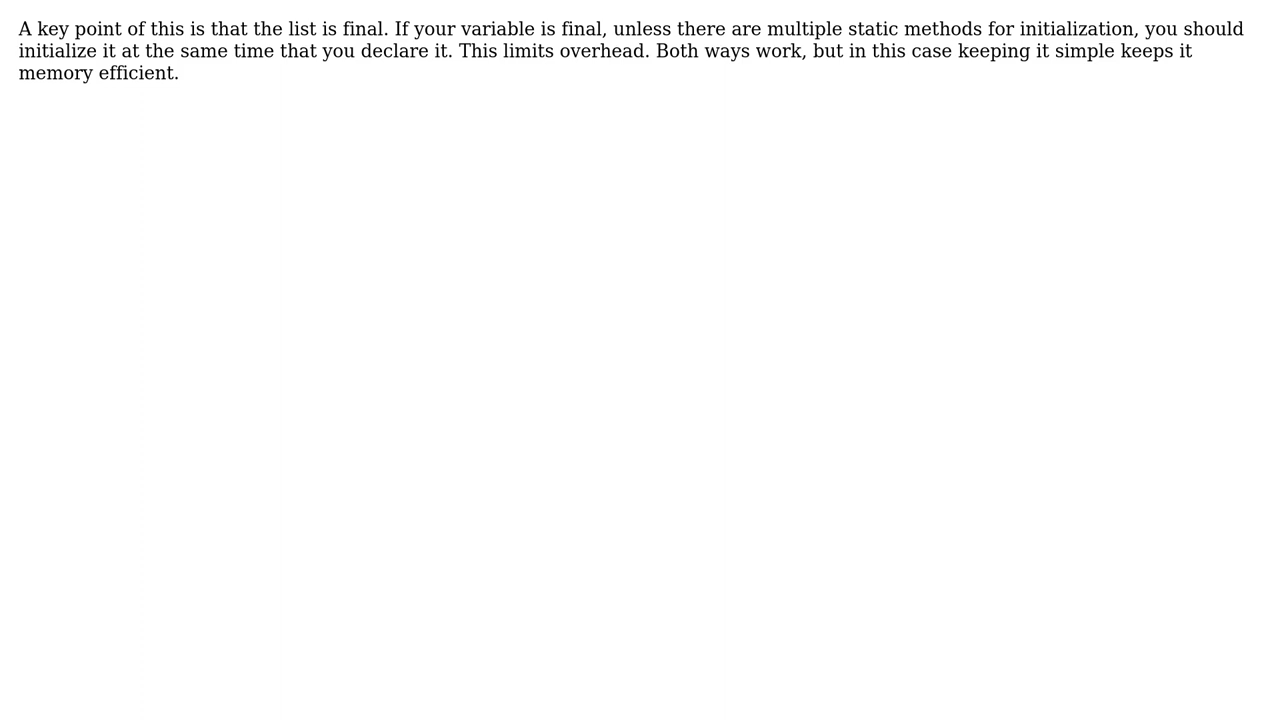 A key point of this is that the list is final. If your variable is final, unless there are multiple static methods for initialization, you should
initialize it at the same time that you declare it. This limits overhead. Both ways work, but in this case keeping it simple keeps it
memory efficient.